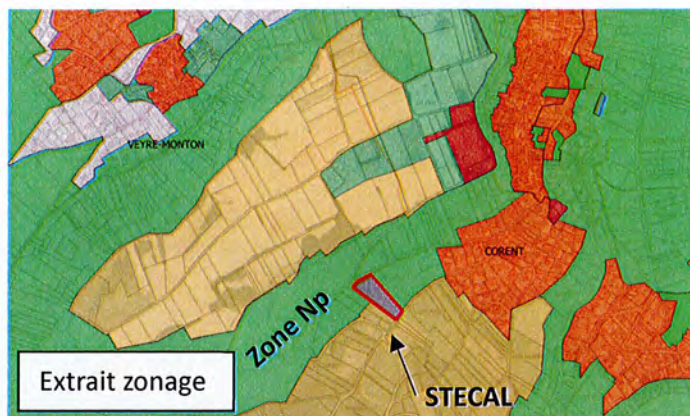 VEYRE-MONTON
CORENT
Zone Np
Extrait zonage
STECAL